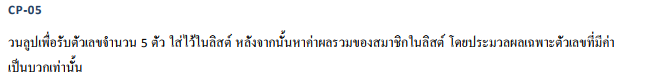 CP-05
วนลูปเพื่อรับตัวเลขจำนวน 5 ตัว ใส่ไว้ในลิสต์ หลังจากนั้นหาค่าผลรวมของสมาชิกในลิสต์ โดยประมวลผลเฉพาะตัวเลขที่มีค่า
เป็นบวกเท่านั้น